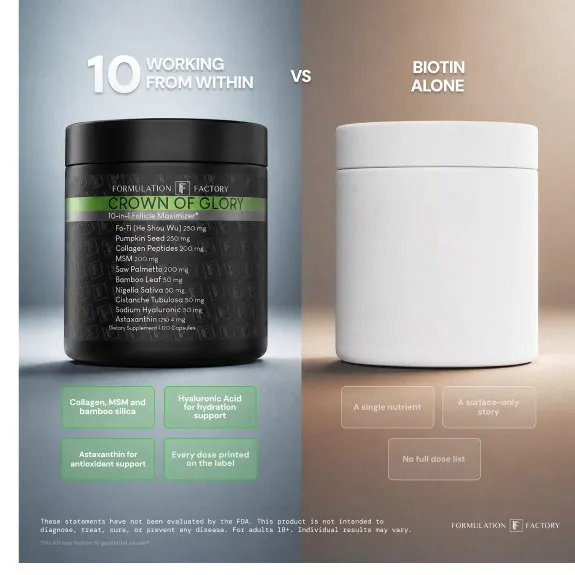 10 WORKING
FROM WITHIN
VS
BIOTIN
ALONE
FORMULATION F FACTORY
CROWN OF GLORY
10-in-1 Follicle Maximizer*
Fo-Ti (He Shou Wu) 250 mg
Pumpkin Seed 250 mg
Collagen Peptides 200 mg
MSM 200 mg
Saw Palmetto 200 mg
Bamboo Leaf 50 mg
Nigella Sativa 50 mg
Cistanche Tubulosa 50 mg
Sodium Hyaluronic 50 mg
Astaxanthin (2%) 4 mg
Dietary Supplement | 120 Capsules
Collagen, MSM and
bamboo silica
Hyaluronic Acid
for hydration
support
Astaxanthin for
antioxidant support
Every dose printed
on the label
A single nutrient
A surface-only
story
No full dose list
These statements have not been evaluated by the FDA. This product is not intended to
diagnose, treat, cure, or prevent any disease. For adults 18+. Individual results may vary.
FORMULATION F FACTORY